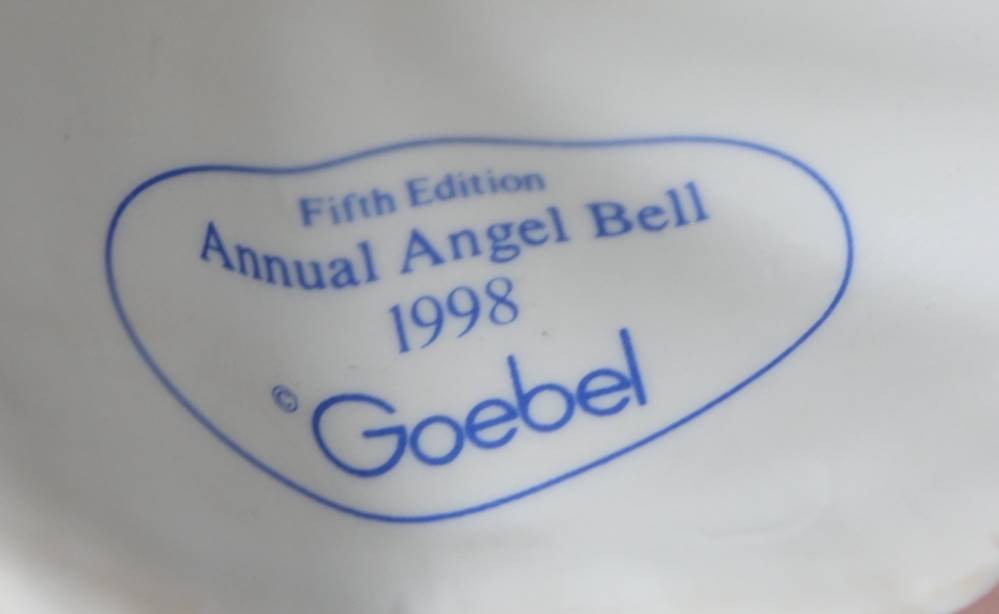 Fifth Edition
Annual Angel Bell
1998
© Goebel